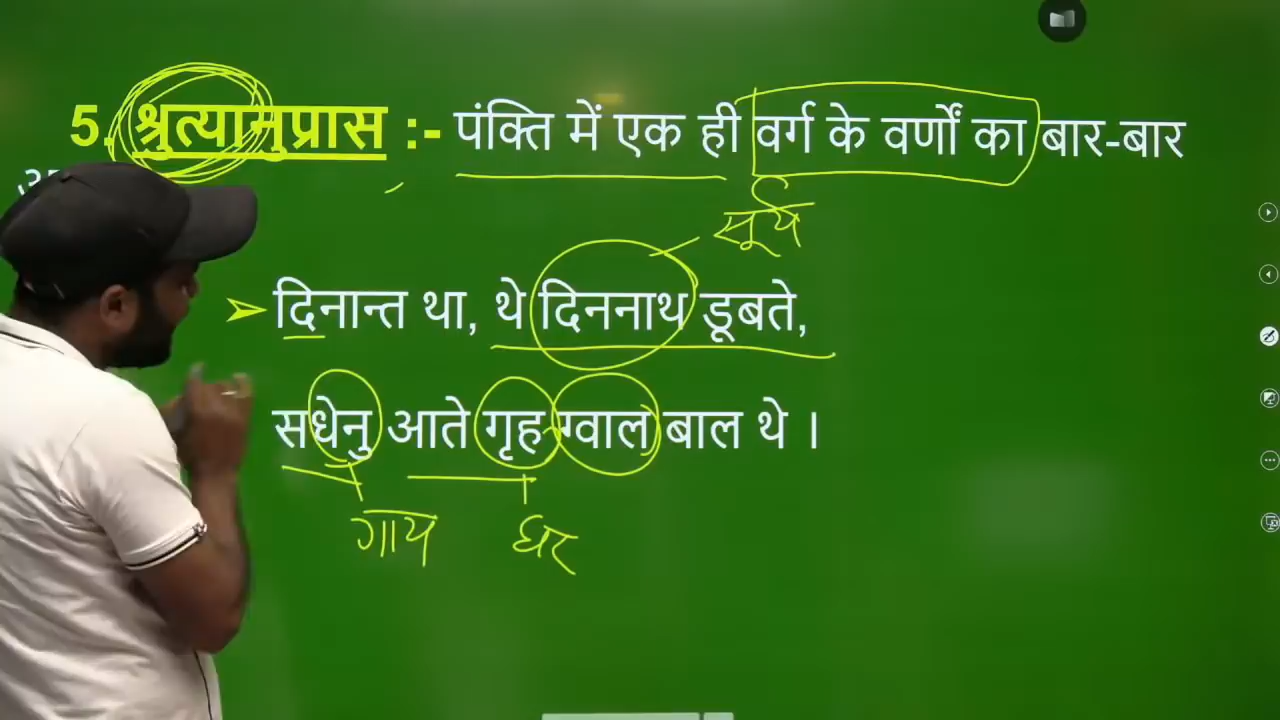 5. श्रुत्यानुप्रास :- पंक्ति में एक ही वर्ग के वर्णों का बार-बार
सूर्य
दिनान्त था, थे दिननाथ डूबते,
सधेनु आते गृह ग्वाल बाल थे ।
गाय घर